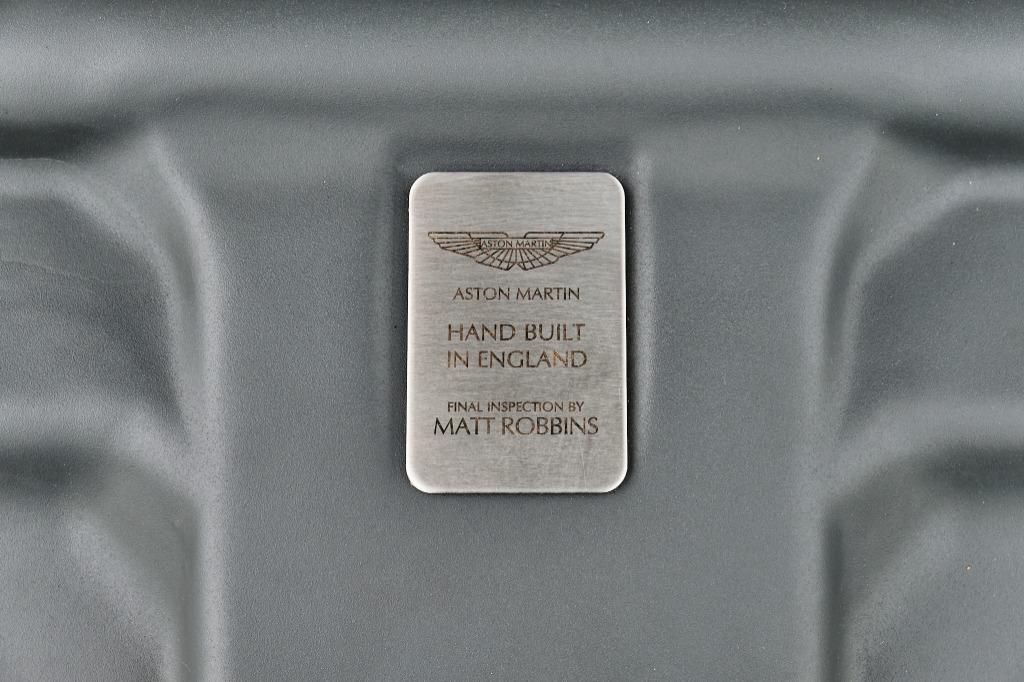 ASTON MARTIN
ASTON MARTIN
HAND BUILT
IN ENGLAND
FINAL INSPECTION BY
MATT ROBBINS